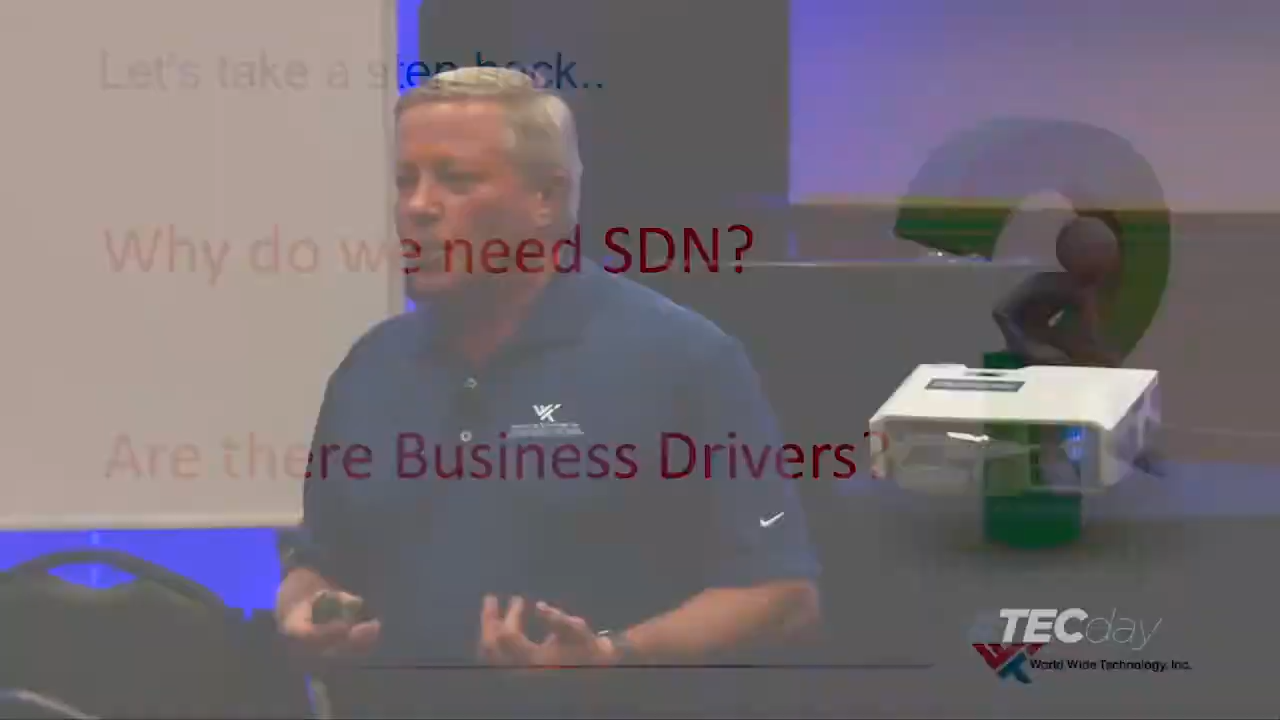 Let's take a step back..
Why do we need SDN?
Are there Business Drivers?
TECday
World Wide Technology, Inc.